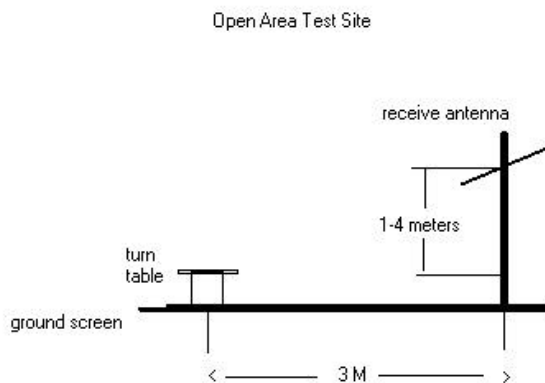 Open Area Test Site
receive antenna
1-4 meters
turn
table
ground screen
3 M